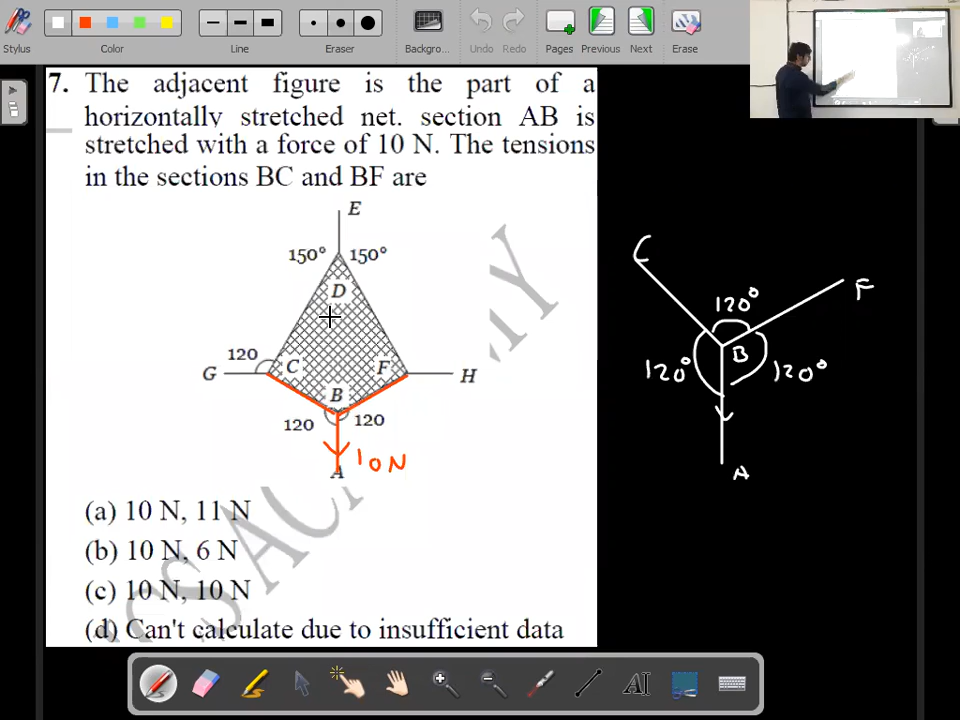 Stylus
Color
Line
Eraser
Backgro...
Undo
Redo
Pages
Previous
Next
Erase
7. The adjacent figure is the part of a
horizontally stretched net. section AB is
stretched with a force of 10 N. The tensions
in the sections BC and BF are
E
150° 150°
D
120
G C F H
B
120 120
10N
A
C F
120°
B
120° 120°
A
(a) 10 N, 11 N
(b) 10 N, 6 N
(c) 10 N, 10 N
(d) Can't calculate due to insufficient data
AI